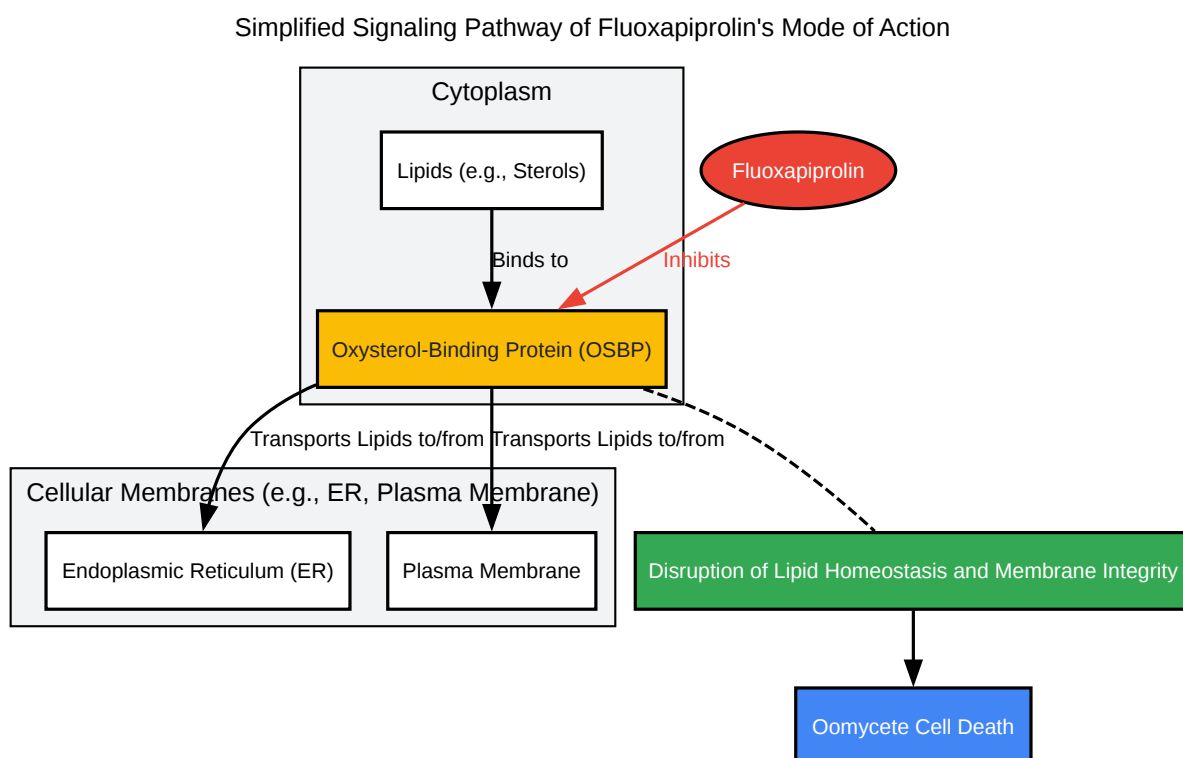 Simplified Signaling Pathway of Fluoxapiprolin's Mode of Action
Cytoplasm
Lipids (e.g., Sterols)
Fluoxapiprolin
Binds to
Inhibits
Oxysterol-Binding Protein (OSBP)
Transports Lipids to/from
Transports Lipids to/from
Cellular Membranes (e.g., ER, Plasma Membrane)
Endoplasmic Reticulum (ER)
Plasma Membrane
Disruption of Lipid Homeostasis and Membrane Integrity
Oomycete Cell Death